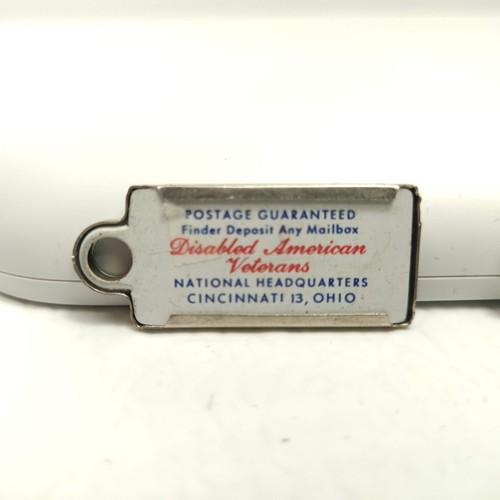 POSTAGE GUARANTEED
Finder Deposit Any Mailbox
Disabled American
Veterans
NATIONAL HEADQUARTERS
CINCINNATI 13, OHIO